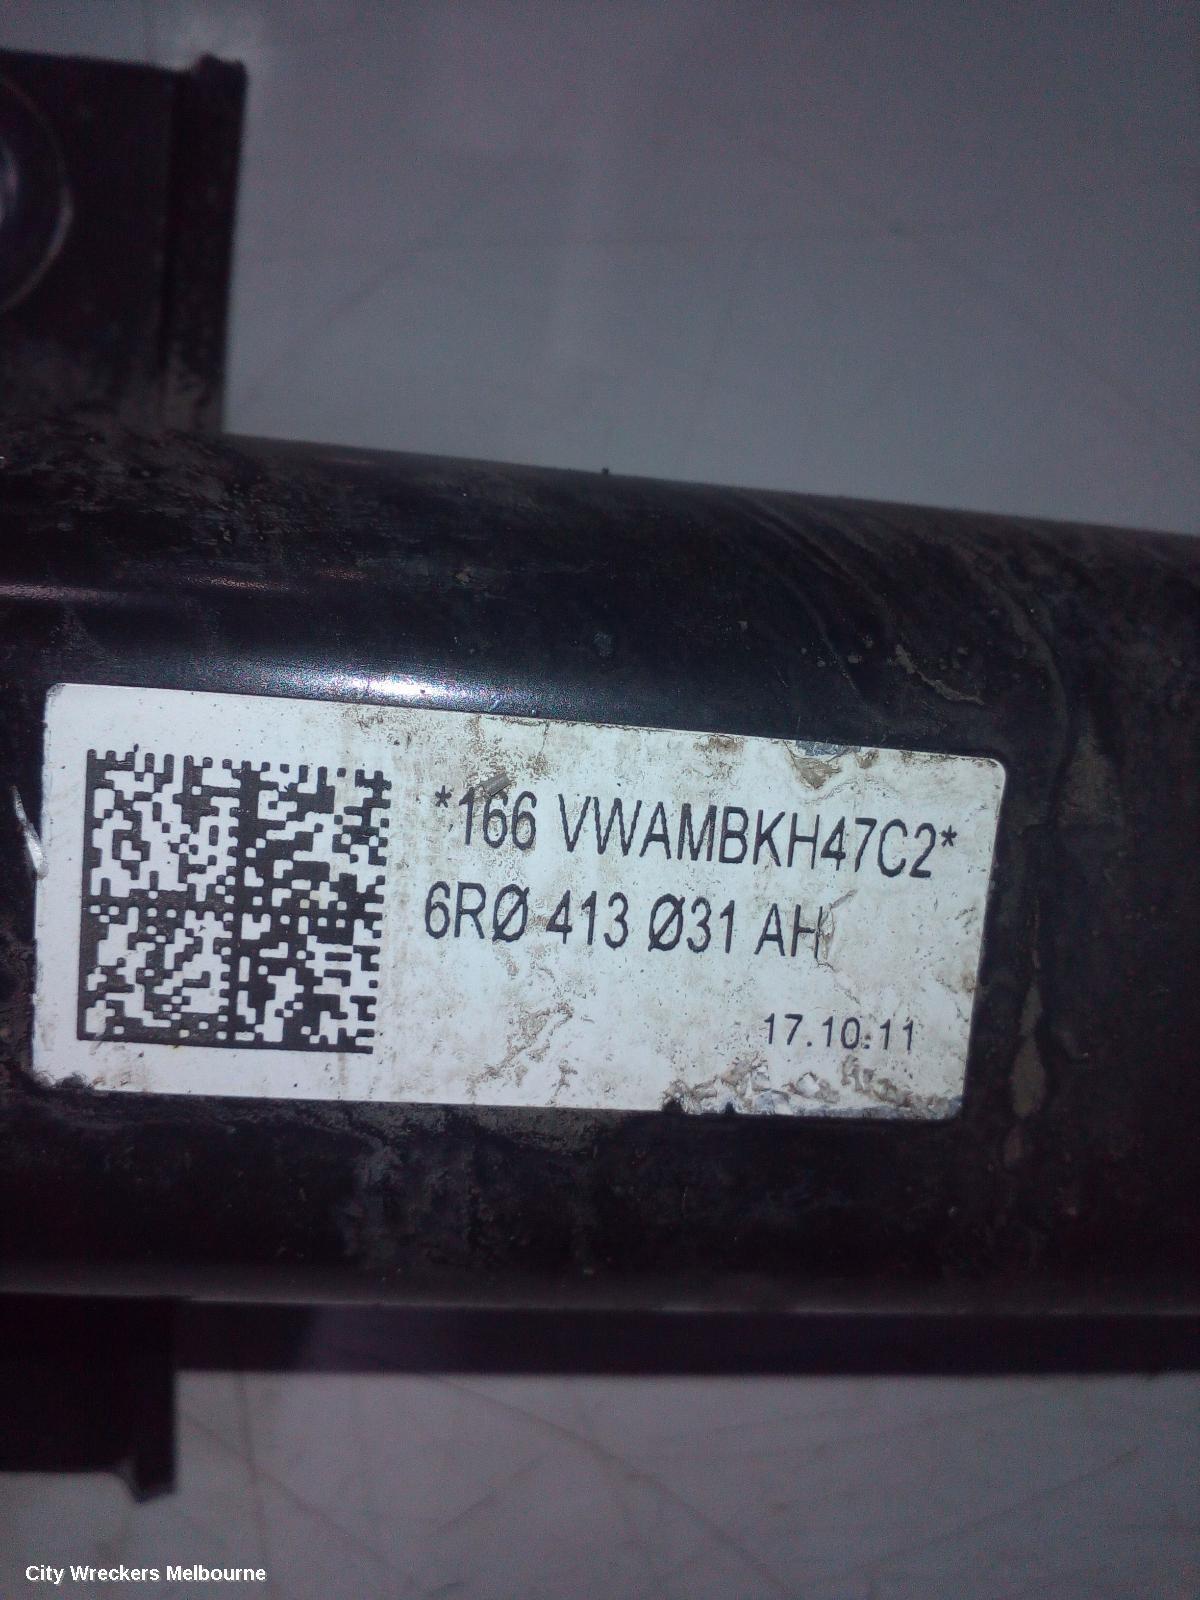 *166 VWAMBKH47C2*
6RØ 413 Ø31 AH
17.10.11
City Wreckers Melbourne